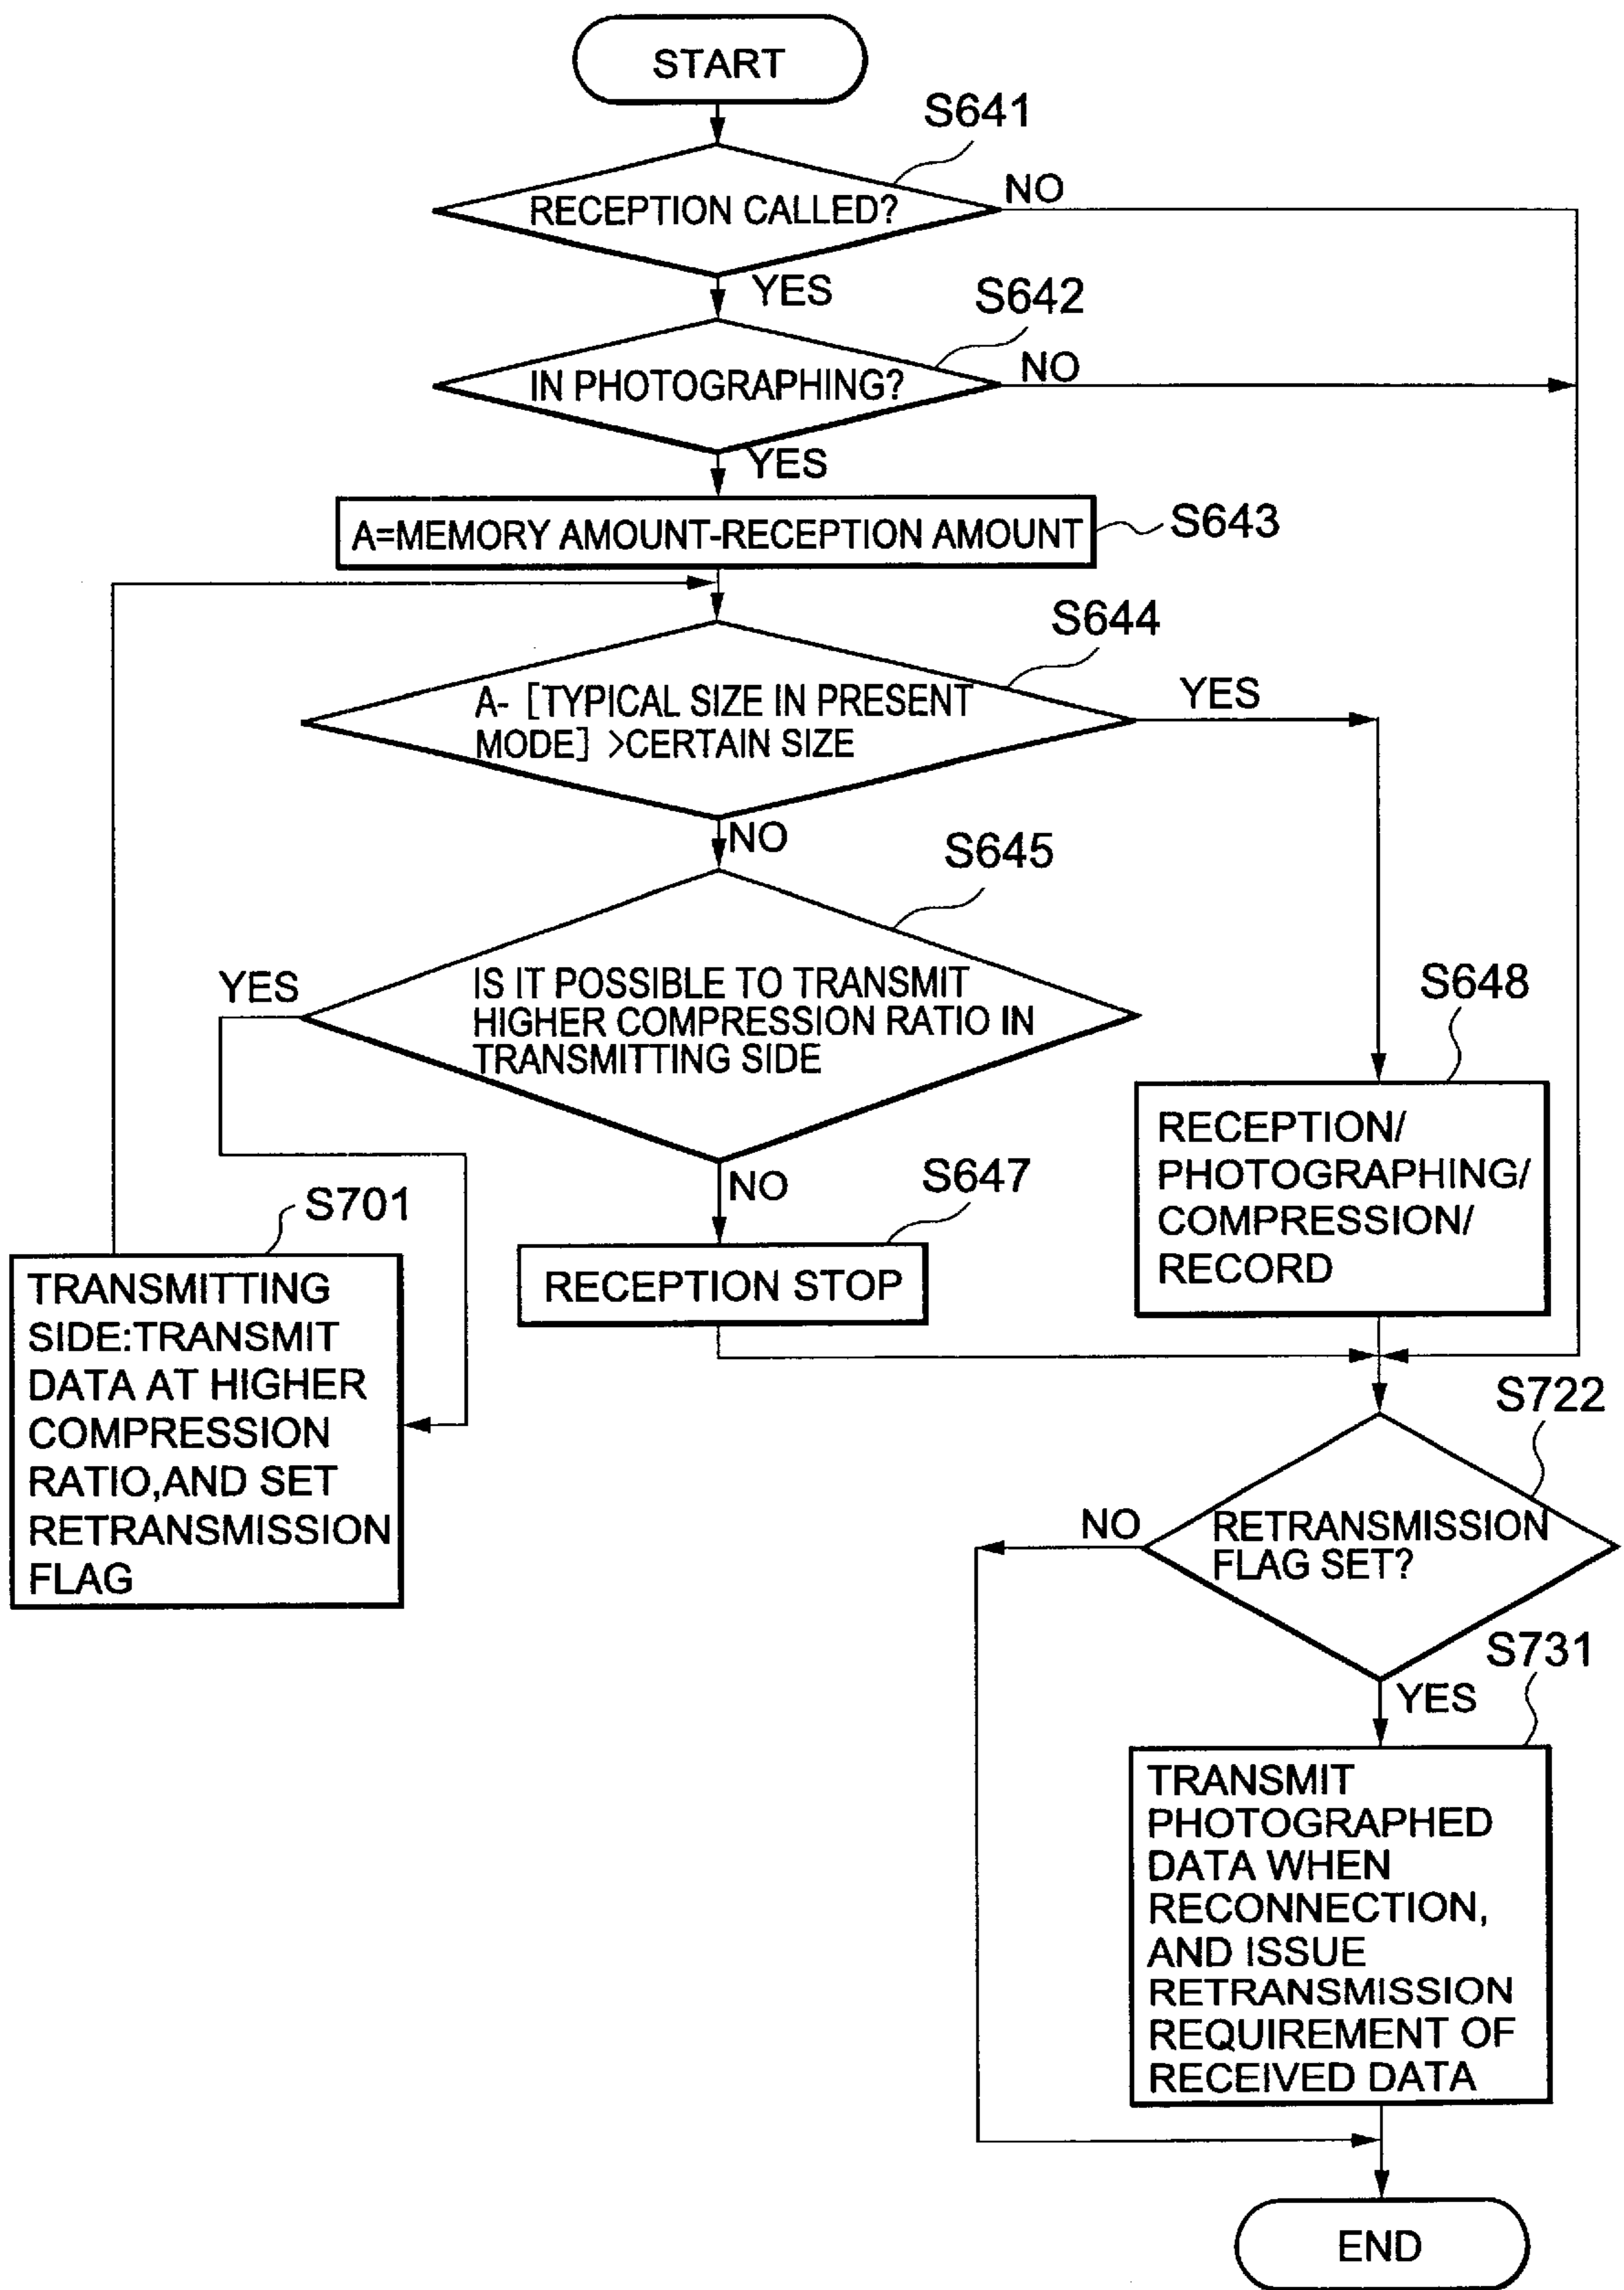 START
S641
RECEPTION CALLED?
NO
YES
S642
IN PHOTOGRAPHING?
NO
YES
A=MEMORY AMOUNT-RECEPTION AMOUNT
S643
S644
A- [TYPICAL SIZE IN PRESENT
MODE] >CERTAIN SIZE
YES
NO
S645
IS IT POSSIBLE TO TRANSMIT
HIGHER COMPRESSION RATIO IN
TRANSMITTING SIDE
YES
NO
S648
RECEPTION/
PHOTOGRAPHING/
COMPRESSION/
RECORD
S647
RECEPTION STOP
S701
TRANSMITTING
SIDE:TRANSMIT
DATA AT HIGHER
COMPRESSION
RATIO,AND SET
RETRANSMISSION
FLAG
S722
RETRANSMISSION
FLAG SET?
NO
YES
S731
TRANSMIT
PHOTOGRAPHED
DATA WHEN
RECONNECTION,
AND ISSUE
RETRANSMISSION
REQUIREMENT OF
RECEIVED DATA
END